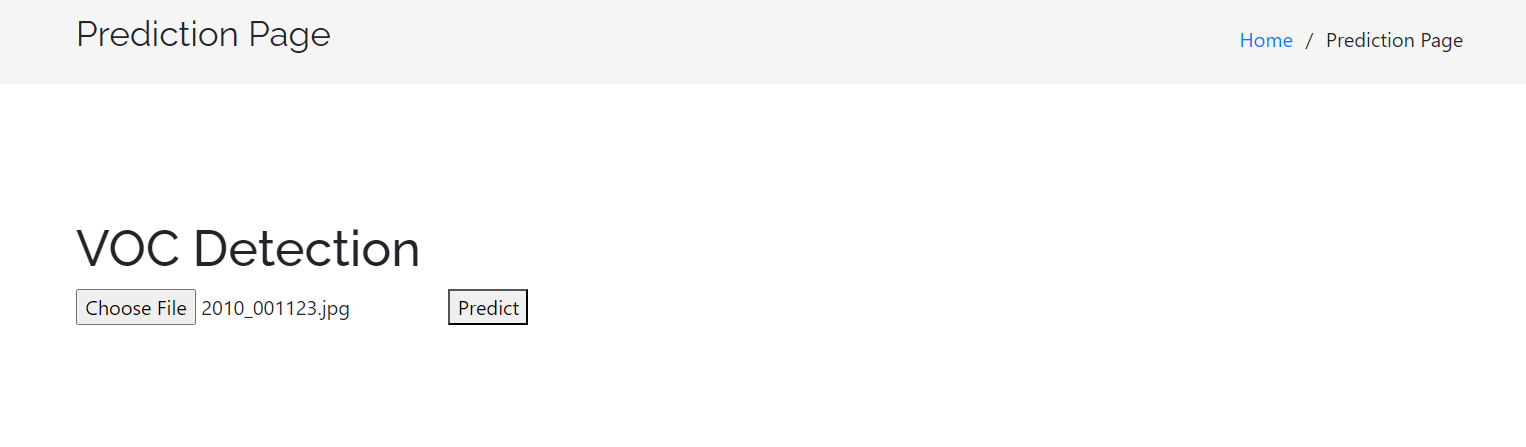 Prediction Page
Home / Prediction Page
VOC Detection
Choose File 2010_001123.jpg Predict